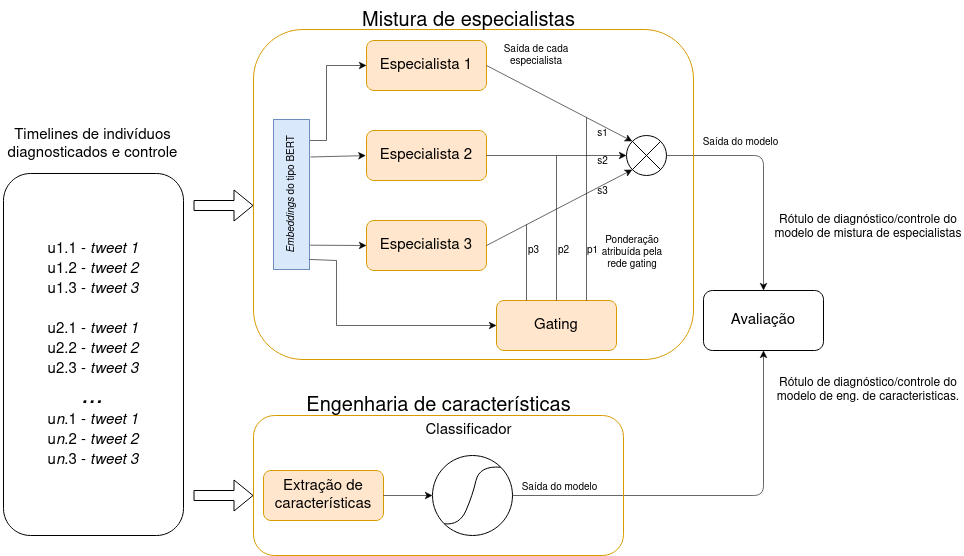 Mistura de especialistas
Timelines de indivíduos
diagnosticados e controle
u1.1 - tweet 1
u1.2 - tweet 2
u1.3 - tweet 3
u2.1 - tweet 1
u2.2 - tweet 2
u2.3 - tweet 3
...
un.1 - tweet 1
un.2 - tweet 2
un.3 - tweet 3
Embeddings do tipo BERT
Especialista 1
Especialista 2
Especialista 3
Saída de cada
especialista
s1
s2
s3
p3
p2
p1
Ponderação
atribuída pela
rede gating
Gating
Saída do modelo
Rótulo de diagnóstico/controle do
modelo de mistura de especialistas
Avaliação
Rótulo de diagnóstico/controle do
modelo de eng. de caracteristicas.
Engenharia de características
Classificador
Extração de
características
Saída do modelo